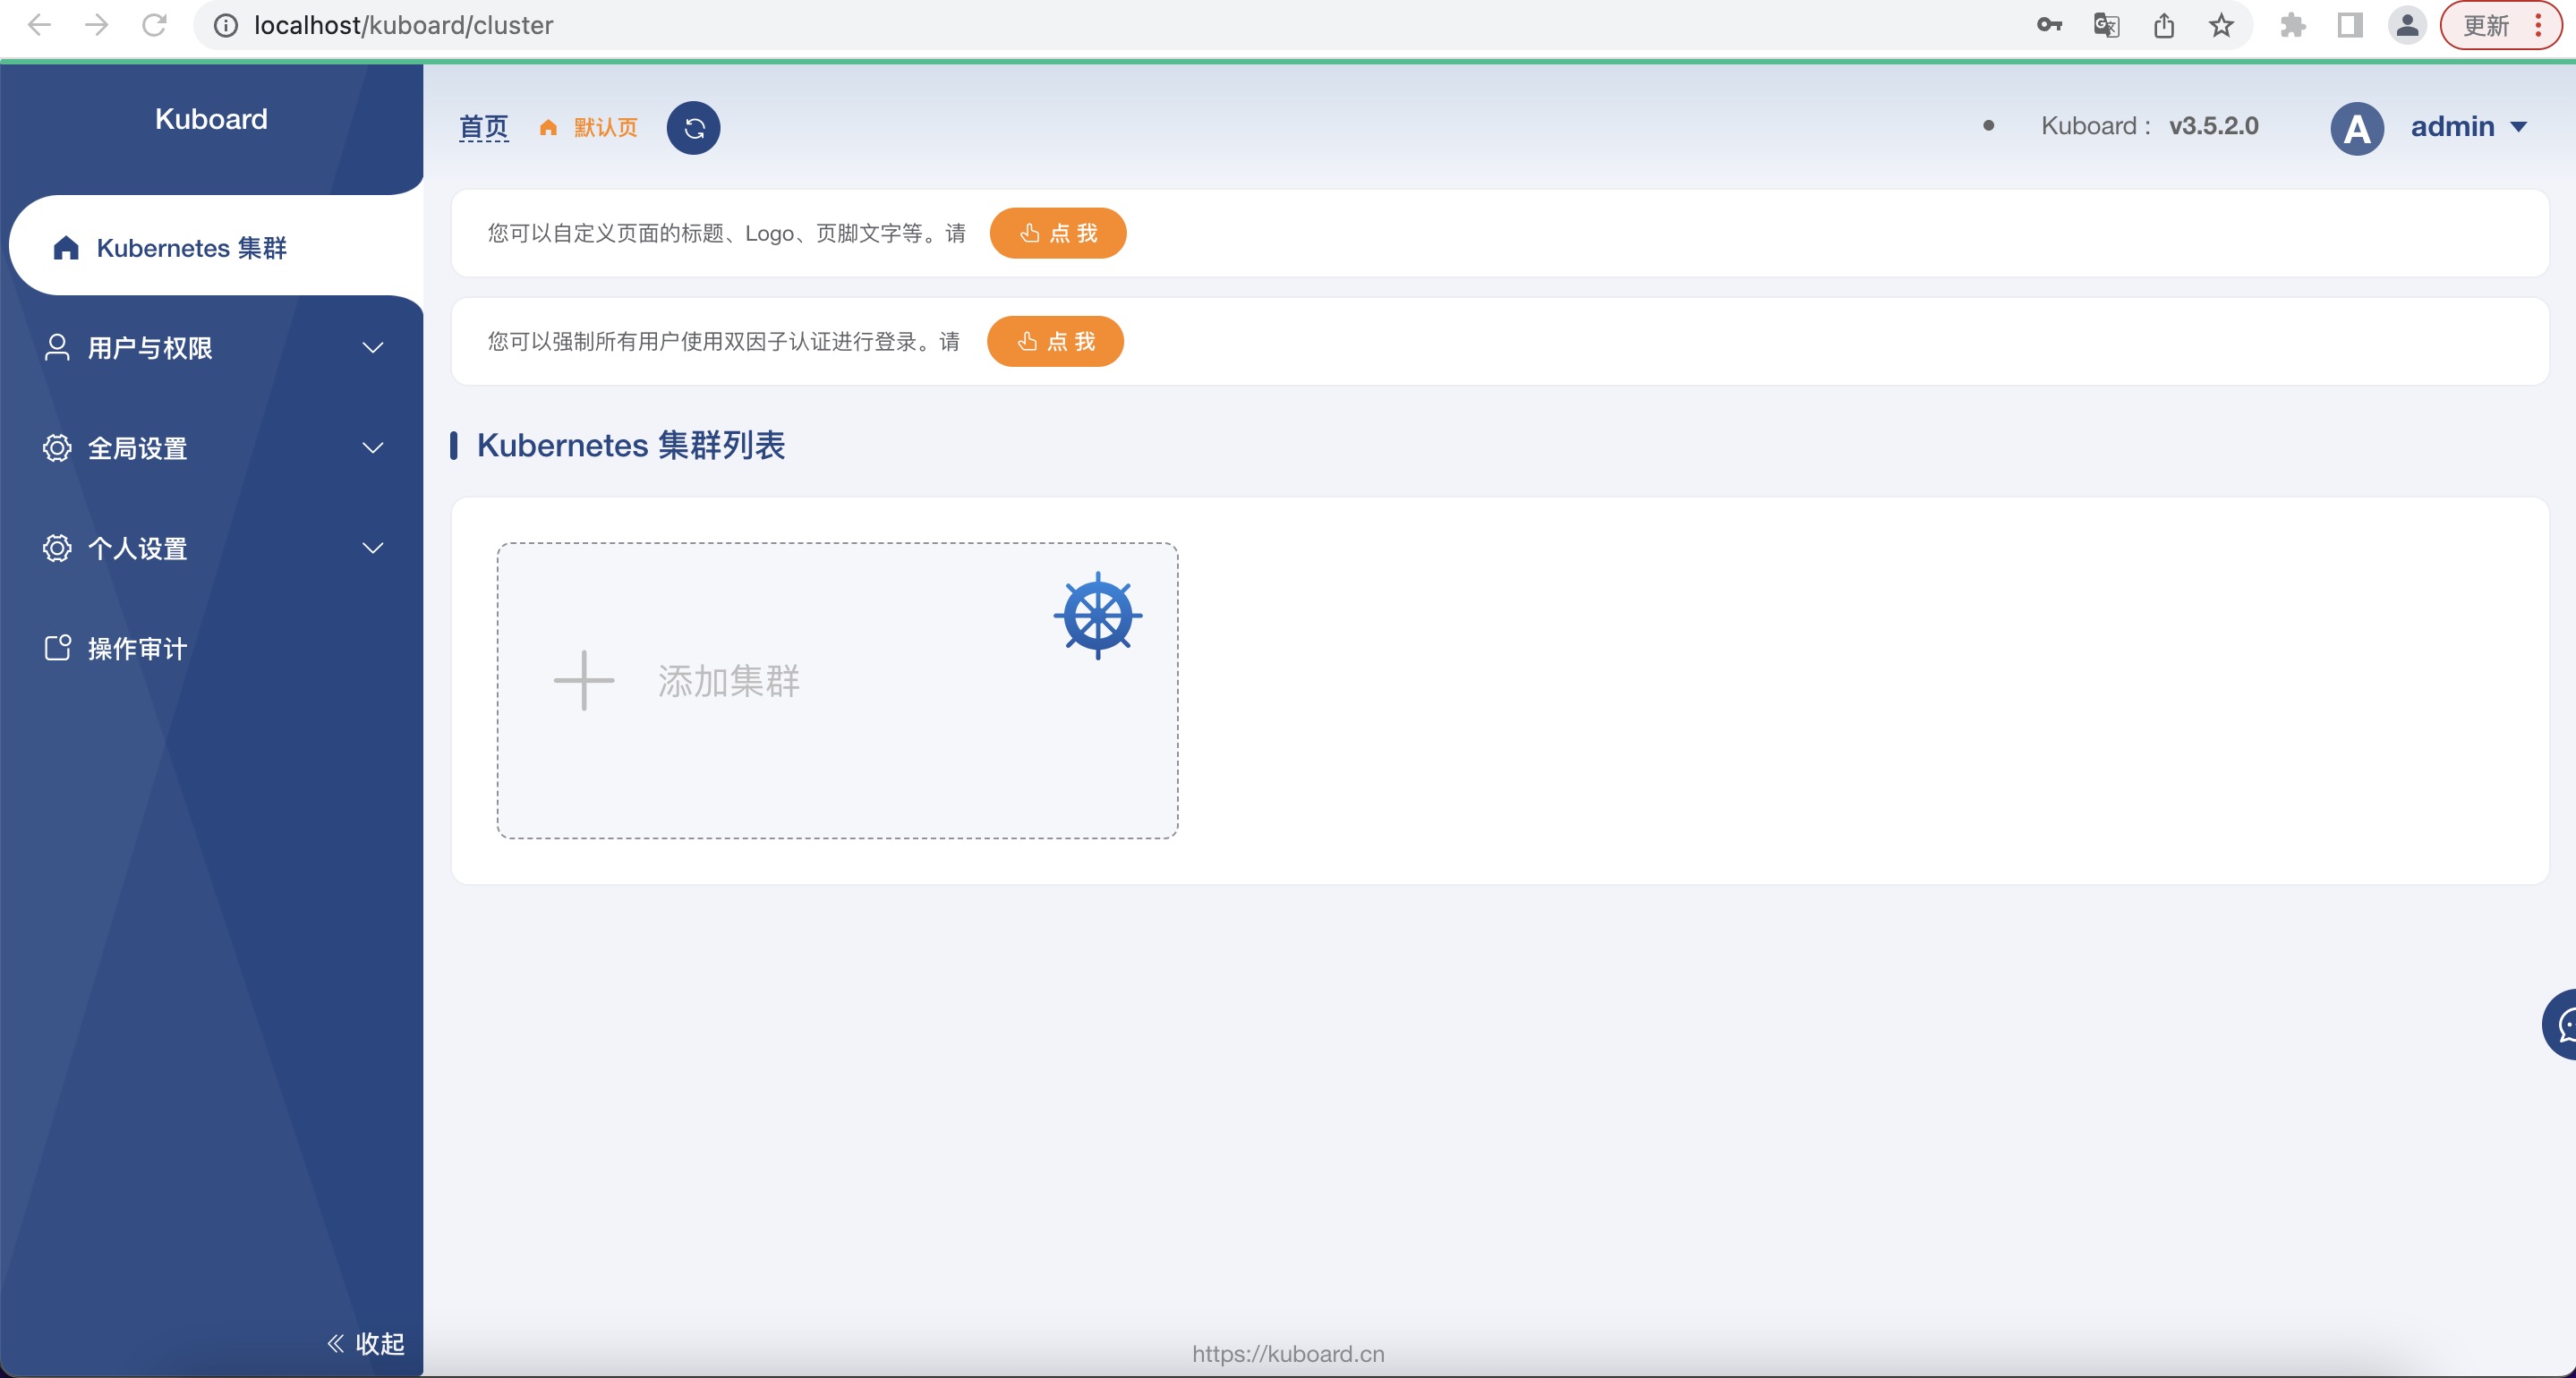 localhost/kuboard/cluster
更新
Kuboard
首页 默认页
Kuboard : v3.5.2.0
A admin
Kubernetes 集群
用户与权限
全局设置
个人设置
操作审计
收起
您可以自定义页面的标题、Logo、页脚文字等。请 点 我
您可以强制所有用户使用双因子认证进行登录。请 点 我
Kubernetes 集群列表
添加集群
https://kuboard.cn